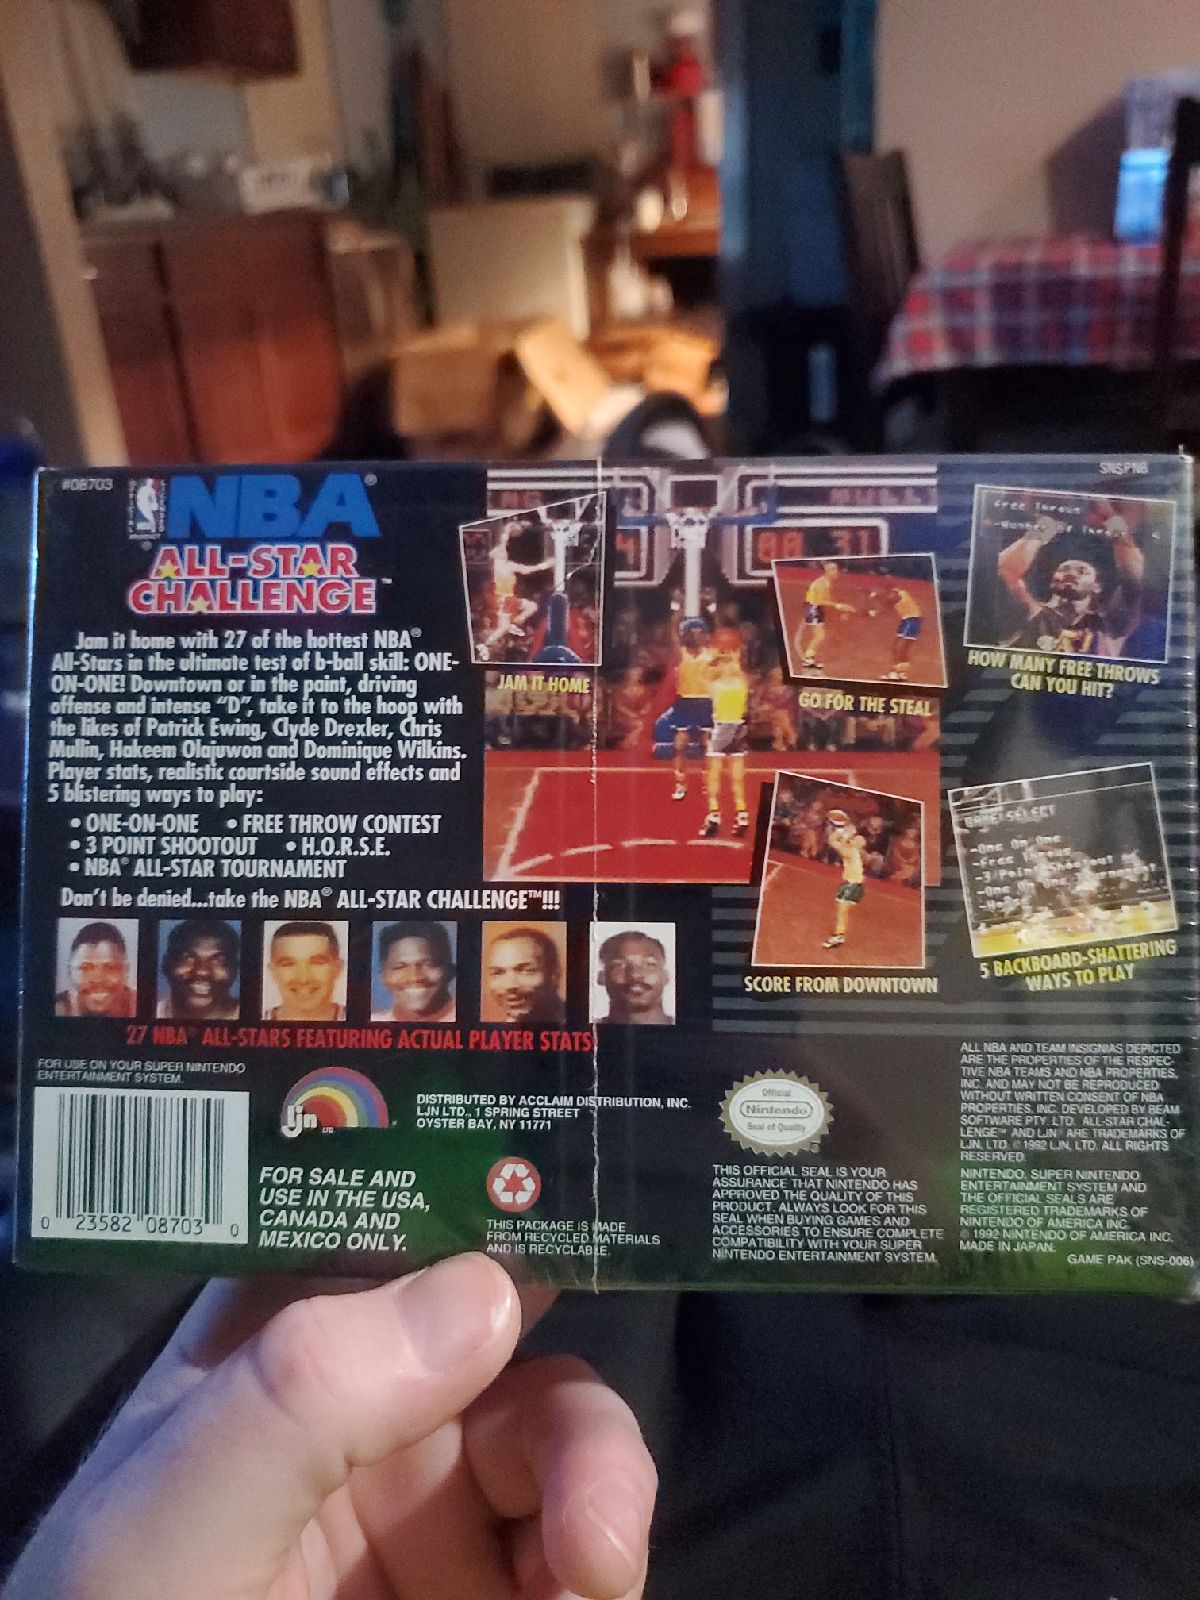 #08703
NBA®
ALL-STAR
CHALLENGE™
Jam it home with 27 of the hottest NBA®
All-Stars in the ultimate test of b-ball skill: ONE-
ON-ONE! Downtown or in the paint, driving
offense and intense "D", take it to the hoop with
the likes of Patrick Ewing, Clyde Drexler, Chris
Mullin, Hakeem Olajuwon and Dominique Wilkins.
Player stats, realistic courtside sound effects and
5 blistering ways to play:
• ONE-ON-ONE • FREE THROW CONTEST
• 3 POINT SHOOTOUT • H.O.R.S.E.
• NBA® ALL-STAR TOURNAMENT
Don't be denied...take the NBA® ALL-STAR CHALLENGE™!!!
27 NBA® ALL-STARS FEATURING ACTUAL PLAYER STATS!
SNSPNB
JAM IT HOME
88 31
GO FOR THE STEAL
Free Throws
HOW MANY FREE THROWS
CAN YOU HIT?
SCORE FROM DOWNTOWN
GAME SELECT
-One On One
-Free Throws
5 BACKBOARD-SHATTERING
WAYS TO PLAY
FOR USE ON YOUR SUPER NINTENDO
ENTERTAINMENT SYSTEM.
0 23582 08703 0
LJN LTD.
DISTRIBUTED BY ACCLAIM DISTRIBUTION, INC.
LJN LTD., 1 SPRING STREET
OYSTER BAY, NY 11771
FOR SALE AND
USE IN THE USA,
CANADA AND
MEXICO ONLY.
THIS PACKAGE IS MADE
FROM RECYCLED MATERIALS
AND IS RECYCLABLE.
Official
Nintendo
Seal of Quality
THIS OFFICIAL SEAL IS YOUR
ASSURANCE THAT NINTENDO HAS
APPROVED THE QUALITY OF THIS
PRODUCT. ALWAYS LOOK FOR THIS
SEAL WHEN BUYING GAMES AND
ACCESSORIES TO ENSURE COMPLETE
COMPATIBILITY WITH YOUR SUPER
NINTENDO ENTERTAINMENT SYSTEM.
ALL NBA AND TEAM INSIGNIAS DEPICTED
ARE THE PROPERTIES OF THE RESPEC-
TIVE NBA TEAMS AND NBA PROPERTIES,
INC. AND MAY NOT BE REPRODUCED
WITHOUT WRITTEN CONSENT OF NBA
PROPERTIES, INC. DEVELOPED BY BEAM
SOFTWARE PTY. LTD. ALL-STAR CHAL-
LENGE™ AND LJN® ARE TRADEMARKS OF
LJN, LTD. © 1992 LJN, LTD. ALL RIGHTS
RESERVED.
NINTENDO, SUPER NINTENDO
ENTERTAINMENT SYSTEM AND
THE OFFICIAL SEALS ARE
REGISTERED TRADEMARKS OF
NINTENDO OF AMERICA INC.
© 1992 NINTENDO OF AMERICA INC.
MADE IN JAPAN.
GAME PAK (SNS-006)